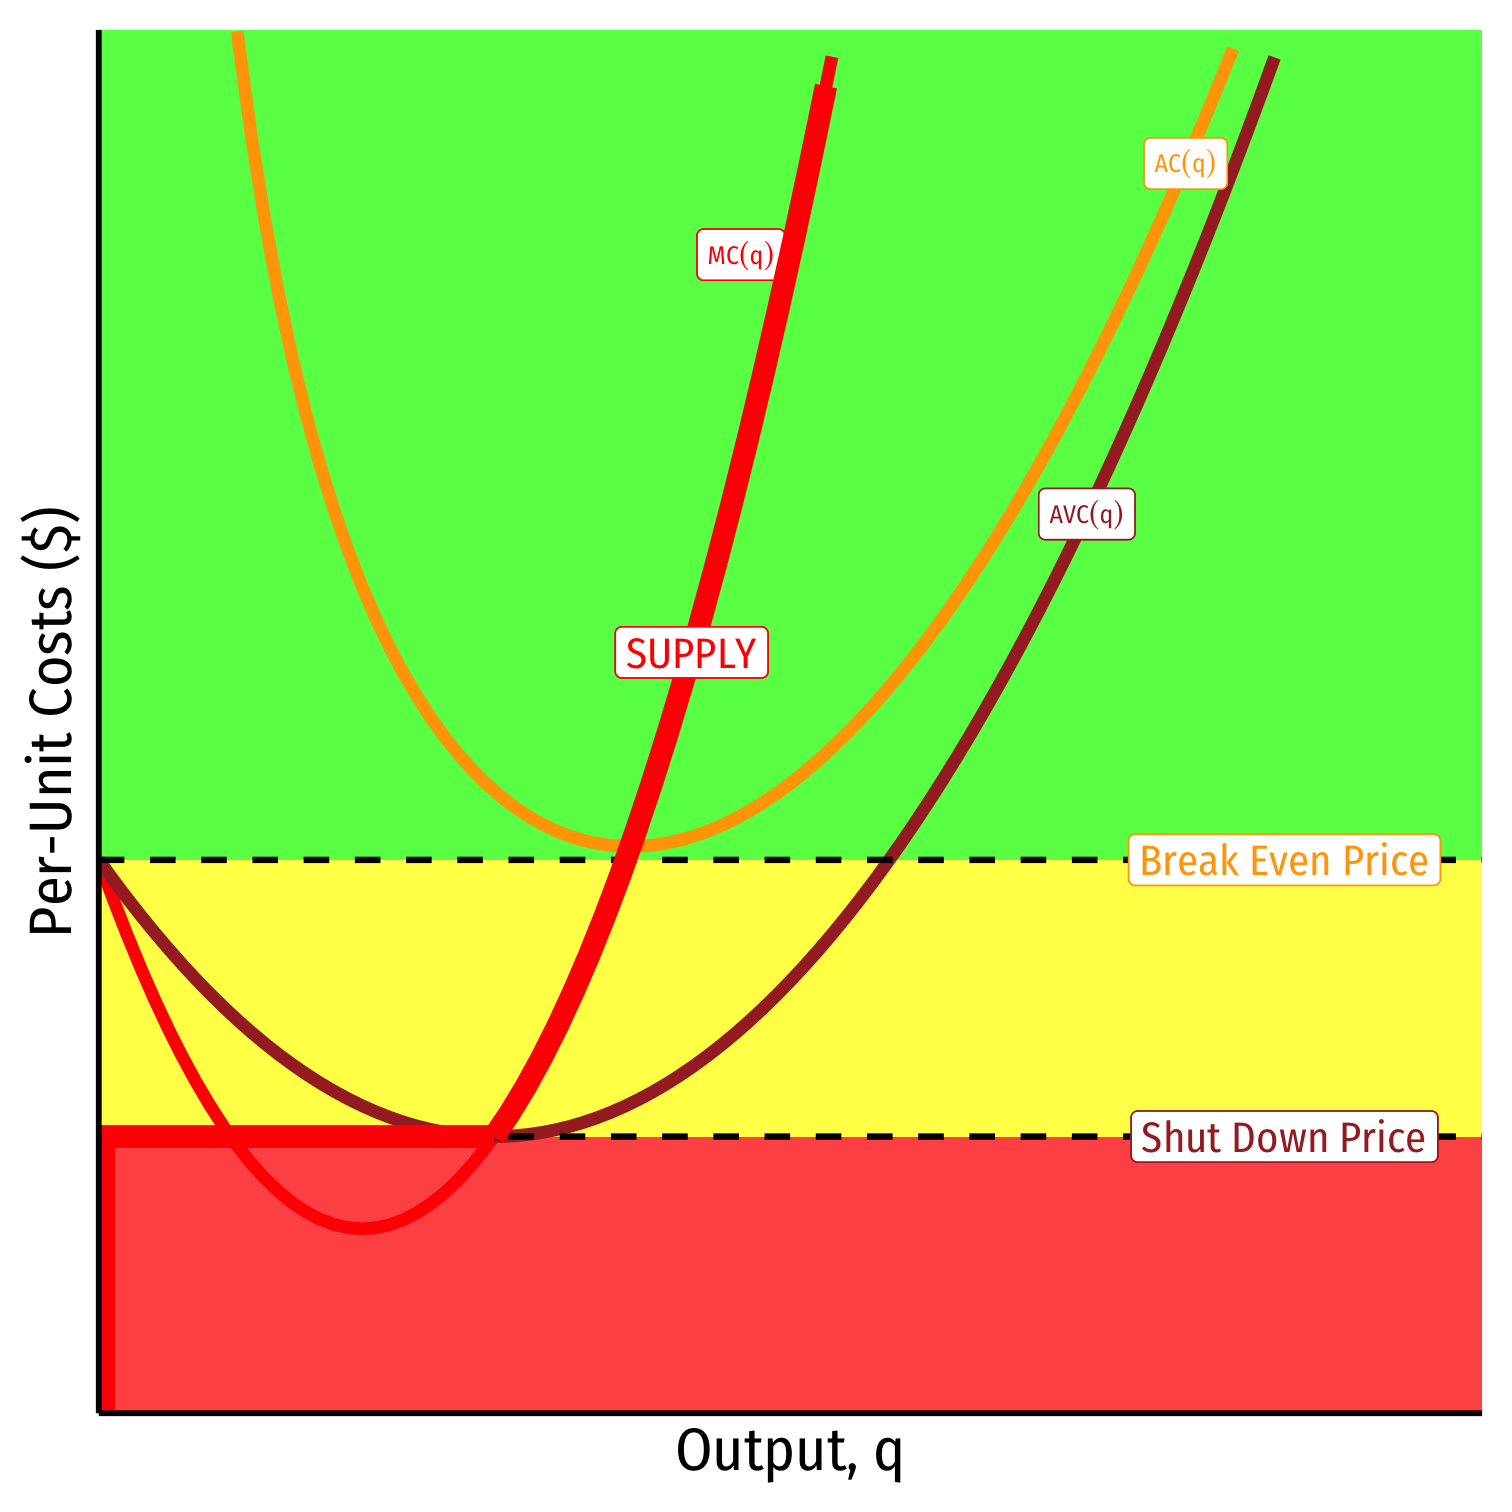 AC(q)
MC(q)
AVC(q)
SUPPLY
Per-Unit Costs ($)
Break Even Price
Shut Down Price
Output, q